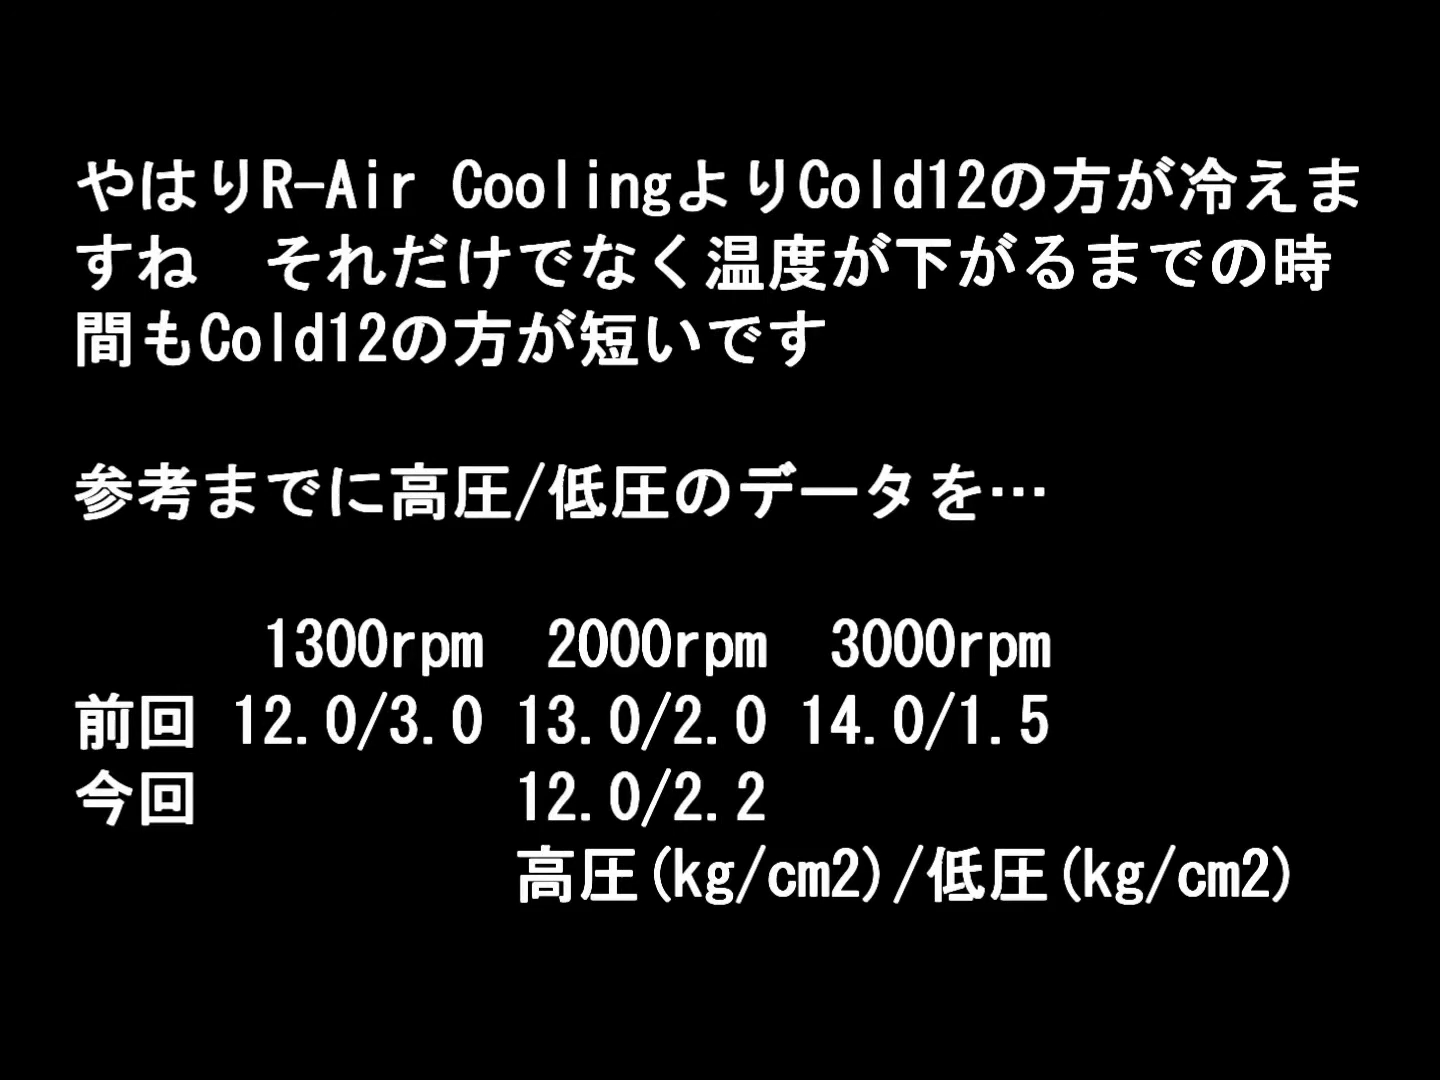 やはりR-Air CoolingよりCold12の方が冷えま
すね　それだけでなく温度が下がるまでの時
間もCold12の方が短いです
参考までに高圧/低圧のデータを…
1300rpm 2000rpm 3000rpm
前回 12.0/3.0 13.0/2.0 14.0/1.5
今回 12.0/2.2
高圧(kg/cm2)/低圧(kg/cm2)